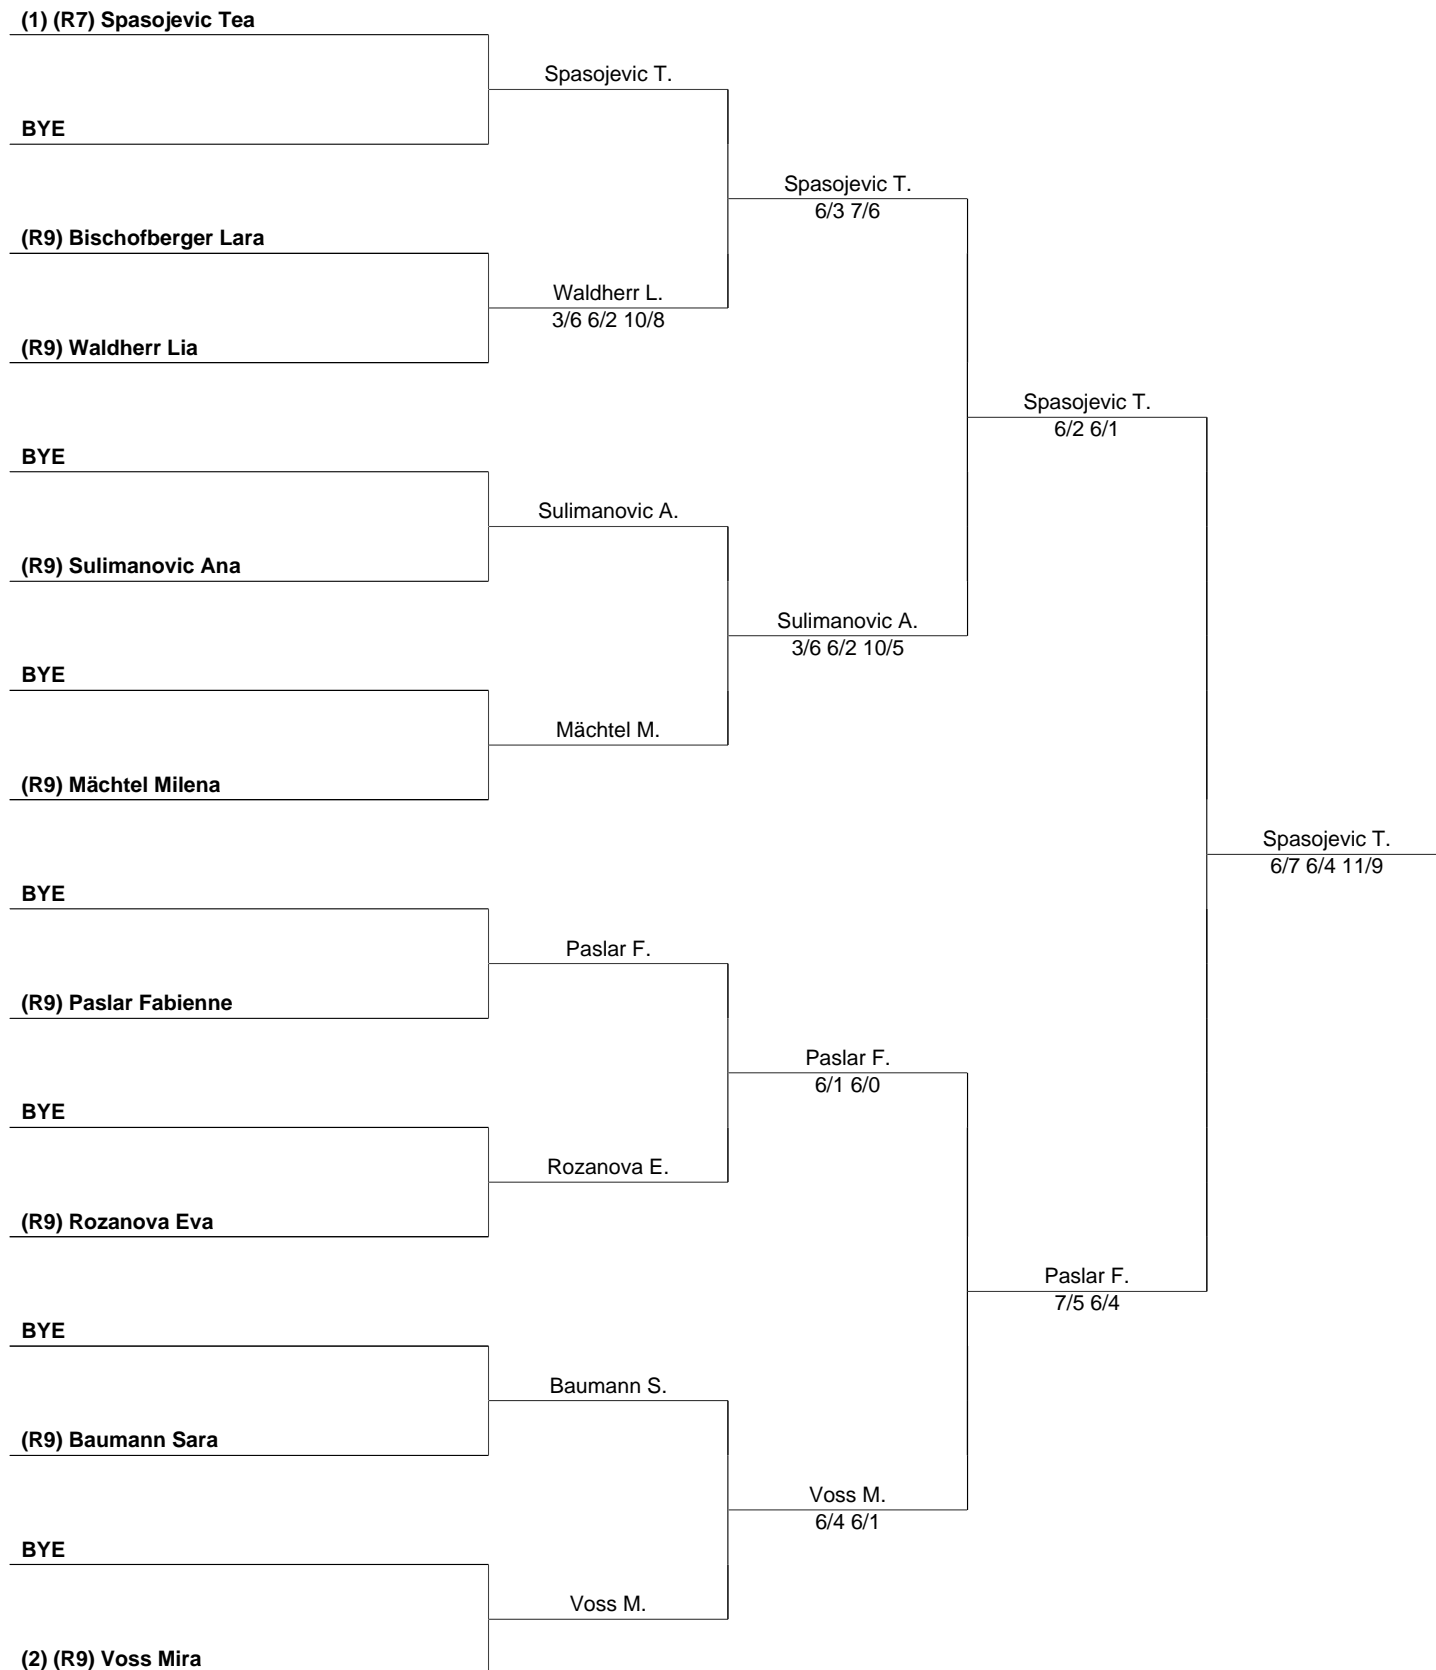 (1) (R7) Spasojevic Tea
Spasojevic T.
BYE
Spasojevic T.
6/3 7/6
(R9) Bischofberger Lara
Waldherr L.
3/6 6/2 10/8
(R9) Waldherr Lia
Spasojevic T.
6/2 6/1
BYE
Sulimanovic A.
(R9) Sulimanovic Ana
Sulimanovic A.
3/6 6/2 10/5
BYE
Mächtel M.
(R9) Mächtel Milena
Spasojevic T.
6/7 6/4 11/9
BYE
Paslar F.
(R9) Paslar Fabienne
Paslar F.
6/1 6/0
BYE
Rozanova E.
(R9) Rozanova Eva
Paslar F.
7/5 6/4
BYE
Baumann S.
(R9) Baumann Sara
Voss M.
6/4 6/1
BYE
Voss M.
(2) (R9) Voss Mira